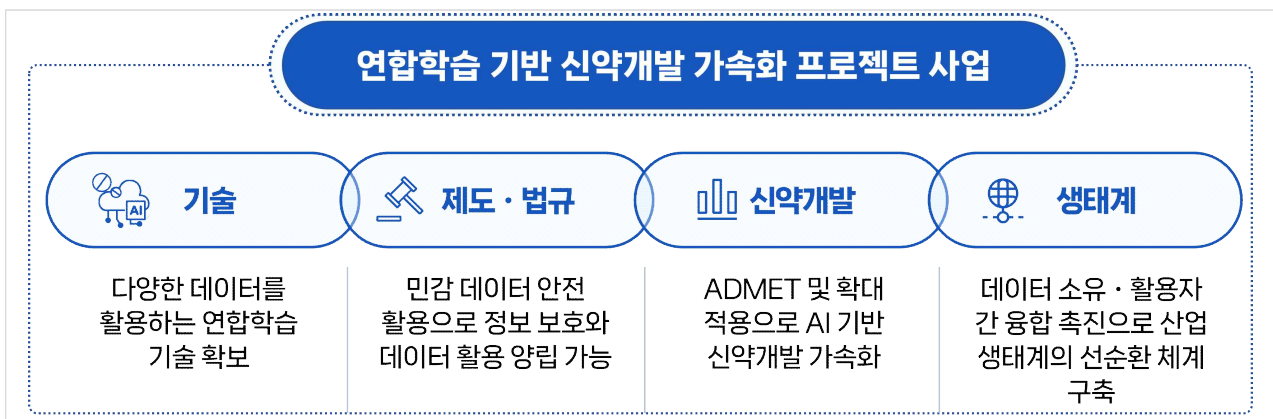 연합학습 기반 신약개발 가속화 프로젝트 사업
AI
기술
제도 · 법규
신약개발
생태계
다양한 데이터를
활용하는 연합학습
기술 확보
민감 데이터 안전
활용으로 정보 보호와
데이터 활용 양립 가능
ADMET 및 확대
적용으로 AI 기반
신약개발 가속화
데이터 소유 · 활용자
간 융합 촉진으로 산업
생태계의 선순환 체계
구축